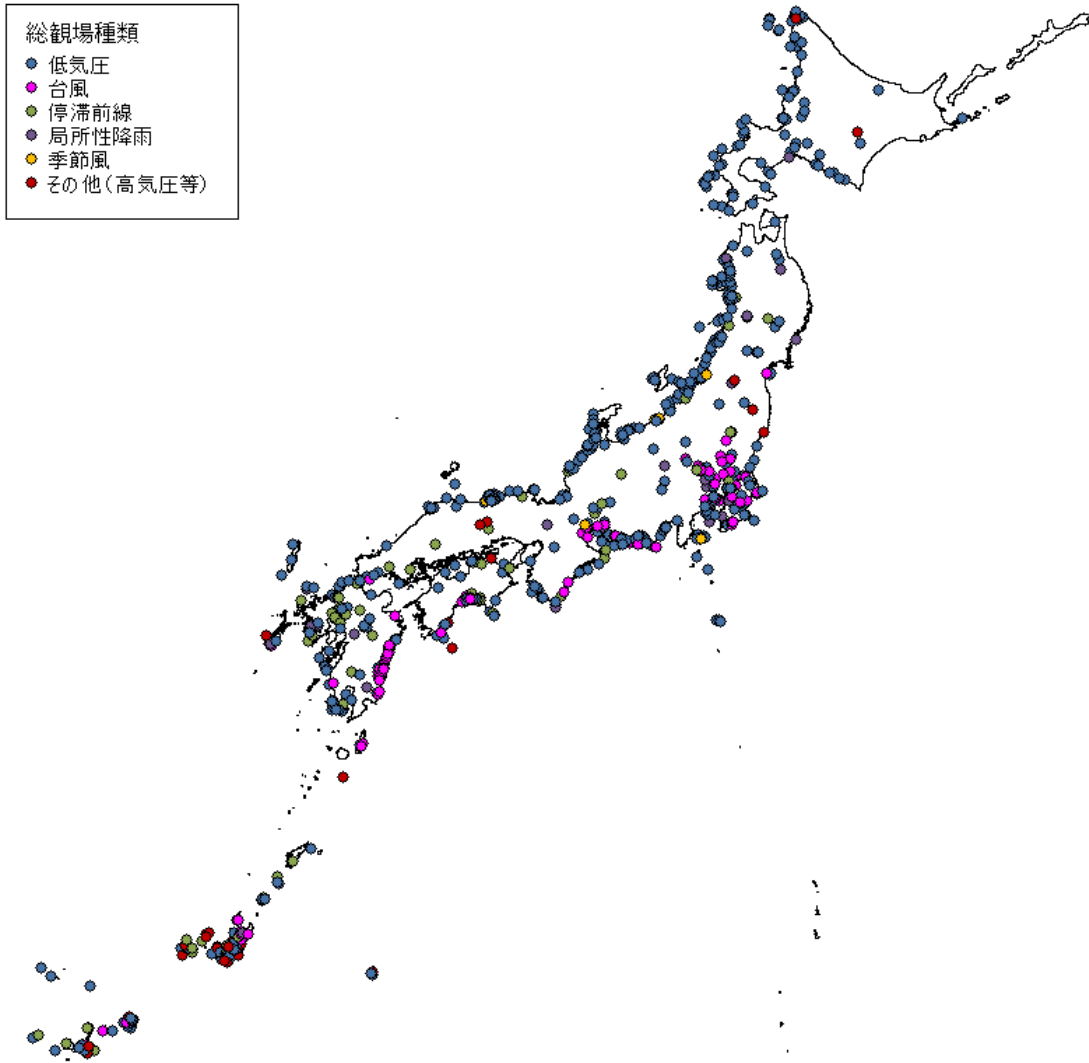 総観場種類
低気圧
台風
停滞前線
局所性降雨
季節風
その他(高気圧等)